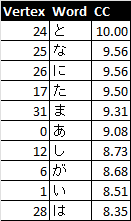 Vertex Word CC
24 と 10.00
25 な 9.56
26 に 9.56
17 た 9.50
31 ま 9.31
0 あ 9.08
12 し 8.73
6 が 8.68
1 い 8.51
28 は 8.35